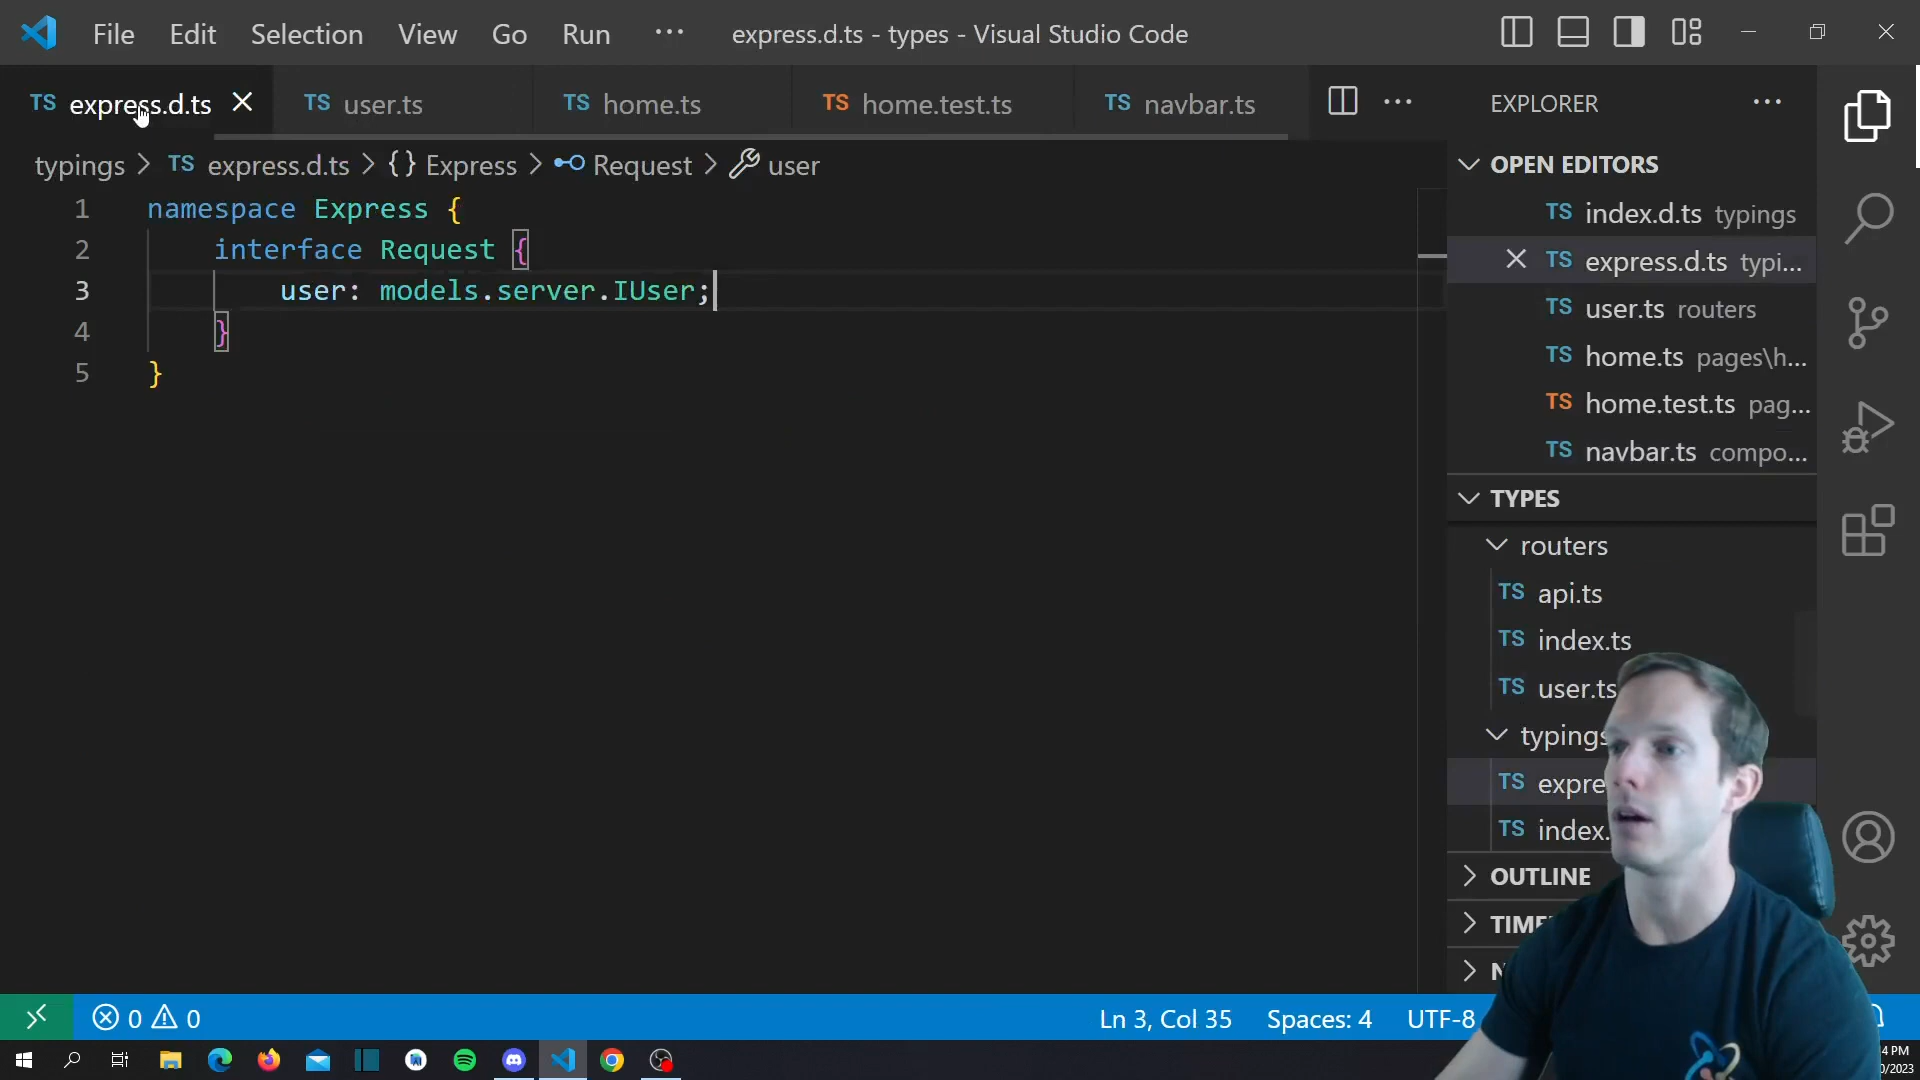 File Edit Selection View Go Run ··· express.d.ts - types - Visual Studio Code
TS express.d.ts TS user.ts TS home.ts TS home.test.ts TS navbar.ts ··· EXPLORER ···
typings > TS express.d.ts > {} Express > Request > user
1 namespace Express {
2 interface Request {
3 user: models.server.IUser;
4 }
5 }
OPEN EDITORS
TS index.d.ts typings
TS express.d.ts typi...
TS user.ts routers
TS home.ts pages\h...
TS home.test.ts pag...
TS navbar.ts compo...
TYPES
routers
TS api.ts
TS index.ts
TS user.ts
typings
TS expre
TS index.
OUTLINE
TIME
N
0 0 Ln 3, Col 35 Spaces: 4 UTF-8
4 PM
0/2023